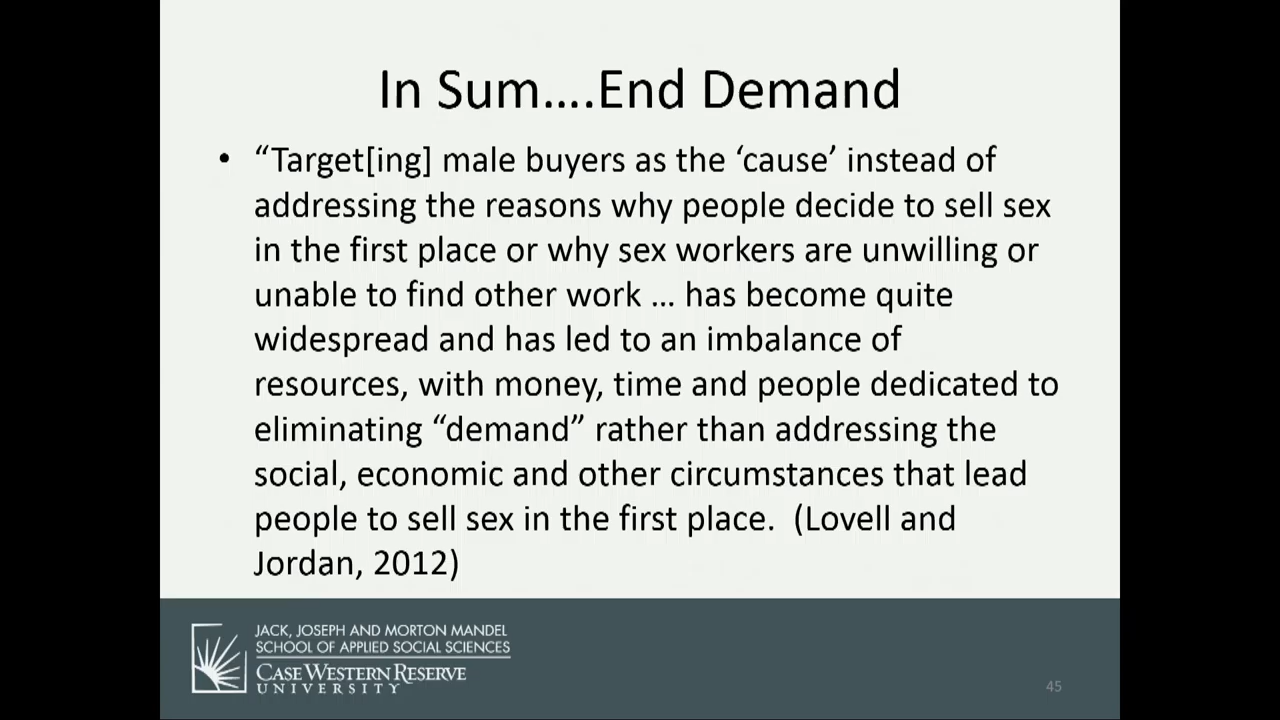 In Sum....End Demand
• “Target[ing] male buyers as the ‘cause’ instead of
addressing the reasons why people decide to sell sex
in the first place or why sex workers are unwilling or
unable to find other work ... has become quite
widespread and has led to an imbalance of
resources, with money, time and people dedicated to
eliminating “demand” rather than addressing the
social, economic and other circumstances that lead
people to sell sex in the first place.  (Lovell and
Jordan, 2012)
JACK, JOSEPH AND MORTON MANDEL
SCHOOL OF APPLIED SOCIAL SCIENCES
CASE WESTERN RESERVE
UNIVERSITY
45